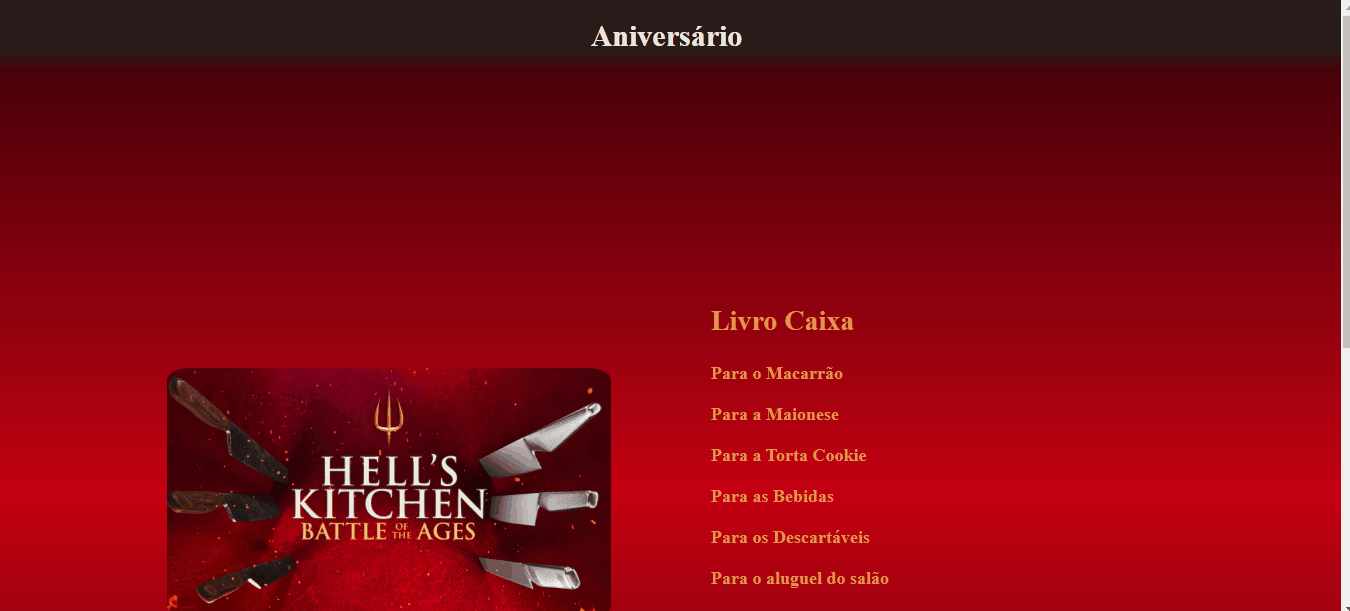 Aniversário
Livro Caixa
Para o Macarrão
Para a Maionese
Para a Torta Cookie
Para as Bebidas
Para os Descartáveis
Para o aluguel do salão
HELL'S
KITCHEN
BATTLE OF THE AGES